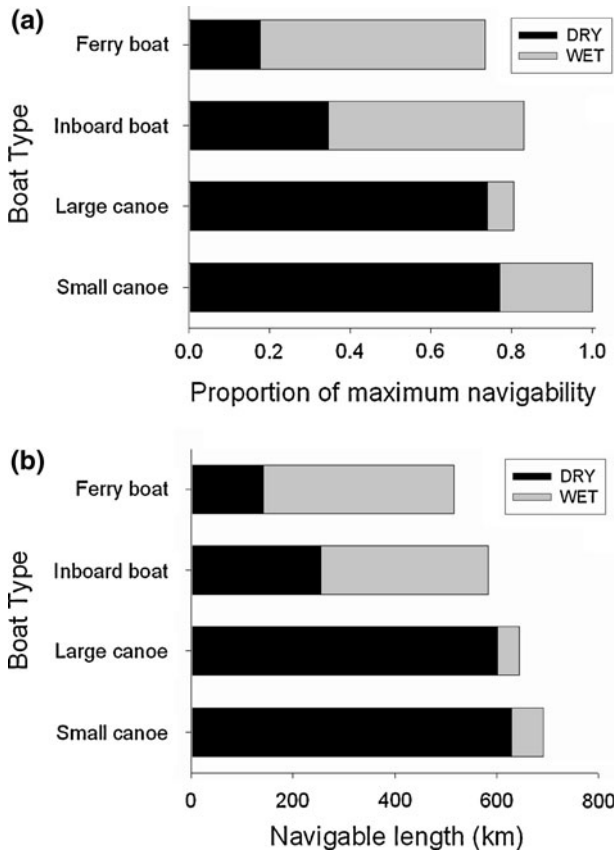 (a)
Ferry boat
Inboard boat
Large canoe
Small canoe
Boat Type
DRY
WET
0.0 0.2 0.4 0.6 0.8 1.0
Proportion of maximum navigability
(b)
Ferry boat
Inboard boat
Large canoe
Small canoe
Boat Type
DRY
WET
0 200 400 600 800
Navigable length (km)